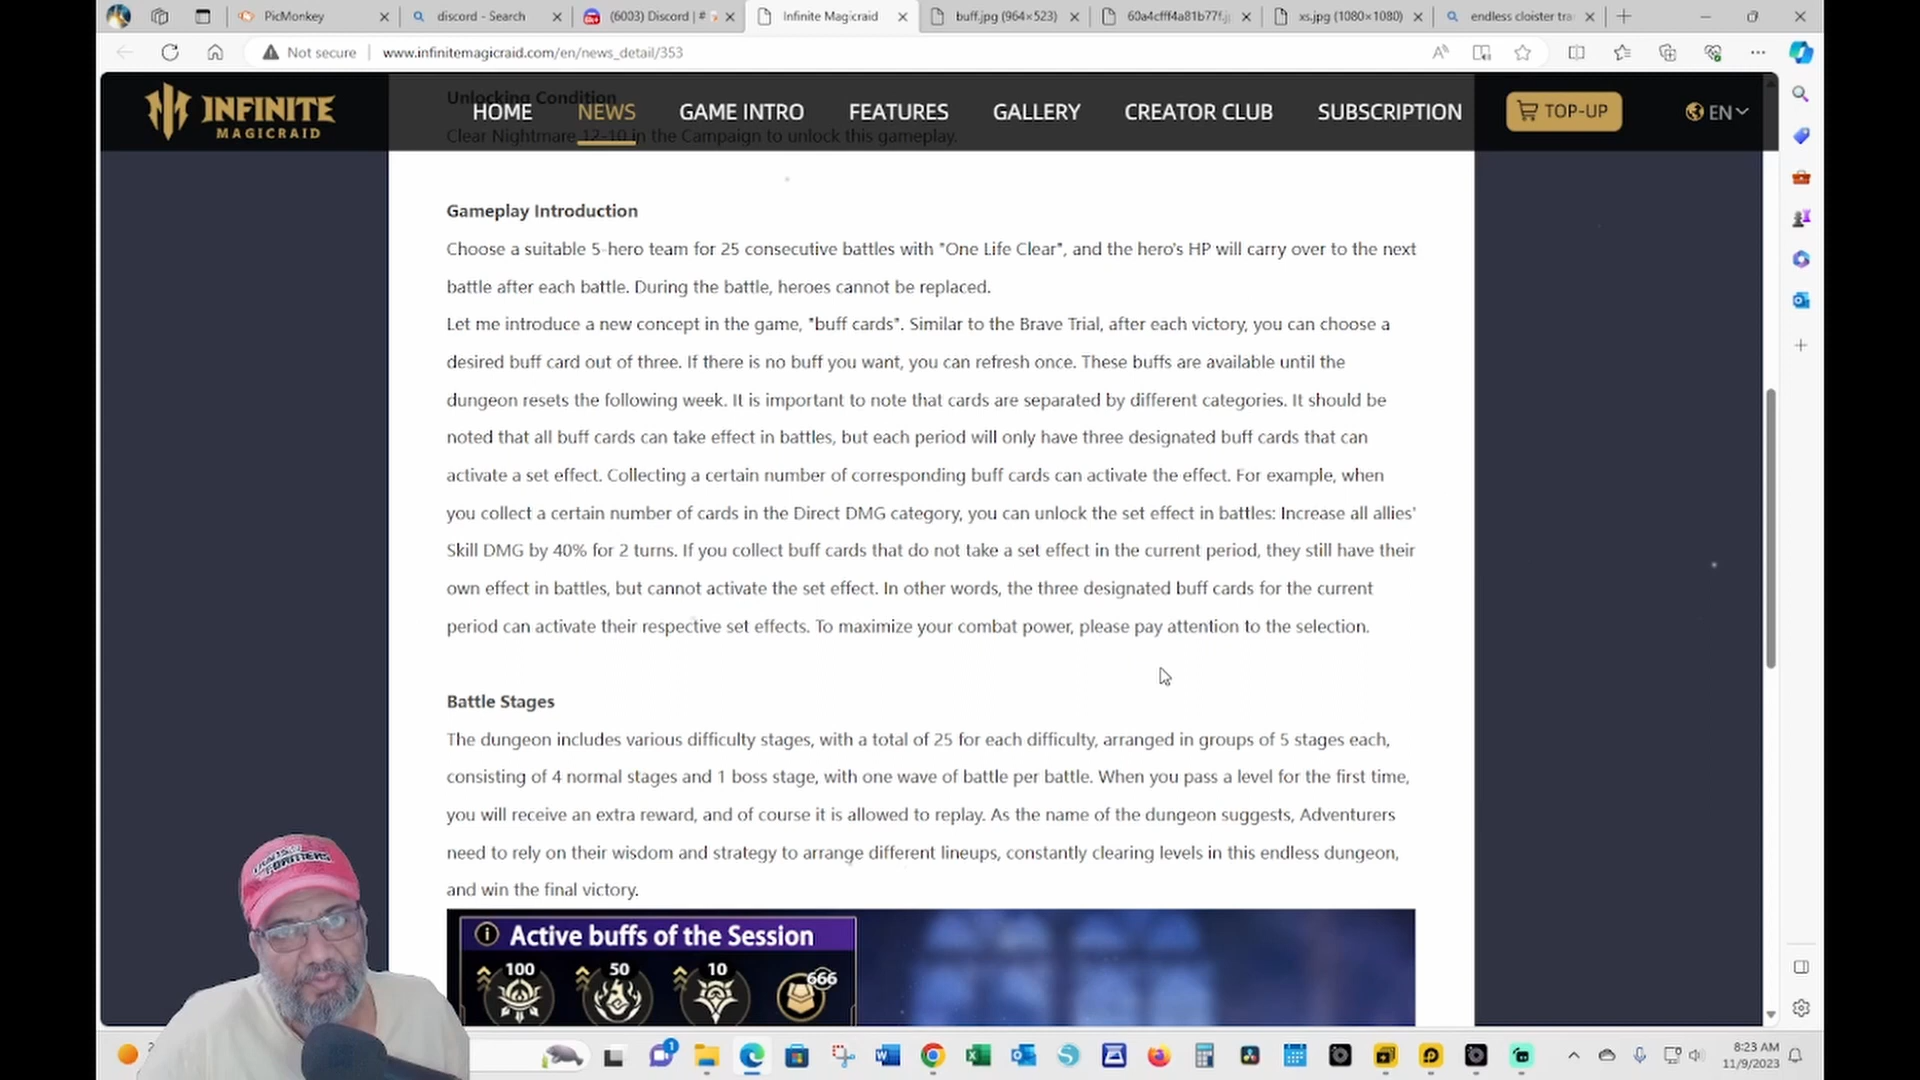 PicMonkey
discord - Search
(6003) Discord | #
Infinite Magicraid
buff.jpg (964×523)
60a4cfff4a81b77f.j
xs.jpg (1080×1080)
endless cloister tra
Not secure
www.infinitemagicraid.com/en/news_detail/353
INFINITE
MAGICRAID
HOME
NEWS
GAME INTRO
FEATURES
GALLERY
CREATOR CLUB
SUBSCRIPTION
TOP-UP
EN
Unlocking Condition
Clear Nightmare 12-10 in the Campaign to unlock this gameplay.
Gameplay Introduction
Choose a suitable 5-hero team for 25 consecutive battles with "One Life Clear", and the hero's HP will carry over to the next
battle after each battle. During the battle, heroes cannot be replaced.
Let me introduce a new concept in the game, "buff cards". Similar to the Brave Trial, after each victory, you can choose a
desired buff card out of three. If there is no buff you want, you can refresh once. These buffs are available until the
dungeon resets the following week. It is important to note that cards are separated by different categories. It should be
noted that all buff cards can take effect in battles, but each period will only have three designated buff cards that can
activate a set effect. Collecting a certain number of corresponding buff cards can activate the effect. For example, when
you collect a certain number of cards in the Direct DMG category, you can unlock the set effect in battles: Increase all allies'
Skill DMG by 40% for 2 turns. If you collect buff cards that do not take a set effect in the current period, they still have their
own effect in battles, but cannot activate the set effect. In other words, the three designated buff cards for the current
period can activate their respective set effects. To maximize your combat power, please pay attention to the selection.
Battle Stages
The dungeon includes various difficulty stages, with a total of 25 for each difficulty, arranged in groups of 5 stages each,
consisting of 4 normal stages and 1 boss stage, with one wave of battle per battle. When you pass a level for the first time,
you will receive an extra reward, and of course it is allowed to replay. As the name of the dungeon suggests, Adventurers
need to rely on their wisdom and strategy to arrange different lineups, constantly clearing levels in this endless dungeon,
and win the final victory.
Active buffs of the Session
100
50
10
666
1
8:23 AM
11/9/2023